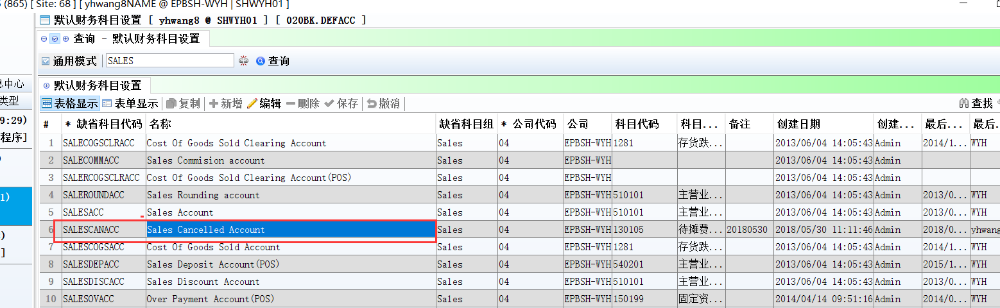 (865) [ Site: 68 ] [ yhwang8NAME @ EPBSH-WYH | SHWYH01 ]
默认财务科目设置 [ yhwang8 @ SHWYH01 ] [ 020BK.DEFACC ]
查询 - 默认财务科目设置
通用模式 SALES 查询
息中心
默认财务科目设置
类型
表格显示 表单显示 复制 新增 编辑 删除 保存 撤消 查找
9:29)
程序]
1)
# * 缺省科目代码 名称 缺省科目组 * 公司代码 公司 科目代码 科目... 备注 创建日期 创建... 最后... 最后...
1 SALECOGSCLRACC Cost Of Goods Sold Clearing Account Sales 04 EPBSH-WYH 1281 存货跌... 2013/06/04 14:05:43 Admin 2014/1... WYH
2 SALECOMMACC Sales Commision account Sales 04 EPBSH-WYH 2013/06/04 14:05:43 Admin
3 SALERCOGSCLRACC Cost Of Goods Sold Clearing Account(POS) Sales 04 EPBSH-WYH 2013/06/04 14:05:43 Admin
4 SALEROUNDACC Sales Rounding account Sales 04 EPBSH-WYH 510101 主营业... 2013/06/04 14:05:43 Admin 2013/0... WYH
5 SALESACC Sales Account Sales 04 EPBSH-WYH 510101 主营业... 2013/06/04 14:05:43 Admin 2013/0... WYH
6 SALESCANACC Sales Cancelled Account Sales 04 EPBSH-WYH 130105 待摊费... 20180530 2018/05/30 11:11:46 Admin 2018/0... yhwang
7 SALESCOGSACC Cost Of Goods Sold Account Sales 04 EPBSH-WYH 1281 存货跌... 2013/06/04 14:05:43 Admin 2014/1... WYH
8 SALESDEPACC Sales Deposit Account(POS) Sales 04 EPBSH-WYH 540201 主营业... 2013/06/04 14:05:43 Admin 2015/1... WYH
9 SALESDISCACC Sales Discount Account Sales 04 EPBSH-WYH 510101 主营业... 2013/06/04 14:05:43 Admin 2013/0... WYH
10 SALESOVACC Over Payment Account(POS) Sales 04 EPBSH-WYH 150199 固定资... 2014/04/14 09:51:16 Admin 2014/0... WYH